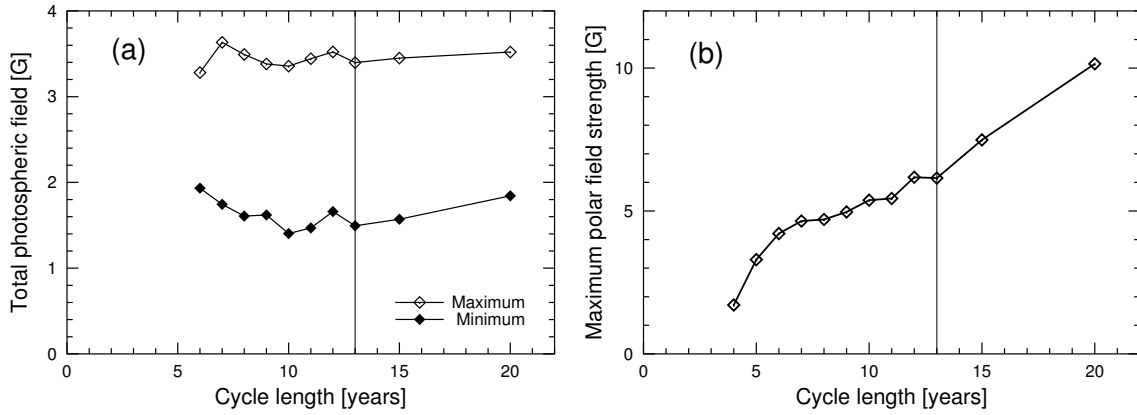 (a)
Total photospheric field [G]
4
3
2
1
0
Maximum
Minimum
0 5 10 15 20
Cycle length [years]
(b)
Maximum polar field strength [G]
10
5
0
0 5 10 15 20
Cycle length [years]